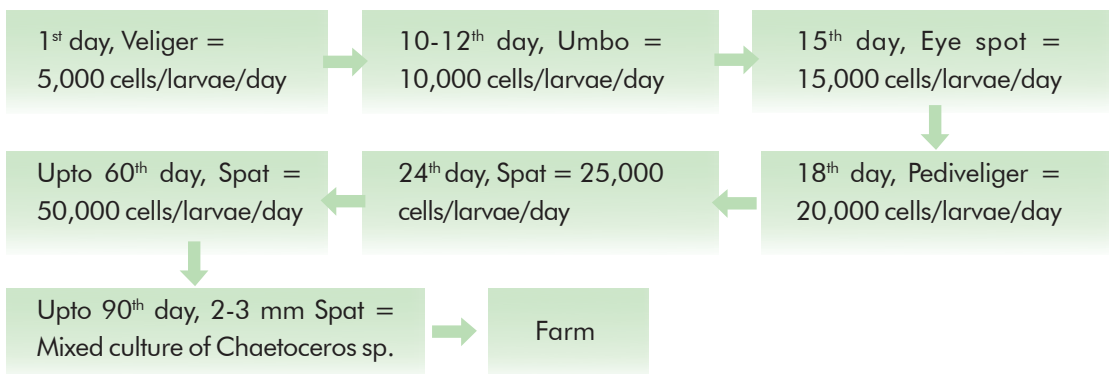 1st day, Veliger =
5,000 cells/larvae/day
10-12th day, Umbo =
10,000 cells/larvae/day
15th day, Eye spot =
15,000 cells/larvae/day
18th day, Pediveliger =
20,000 cells/larvae/day
24th day, Spat = 25,000
cells/larvae/day
Upto 60th day, Spat =
50,000 cells/larvae/day
Upto 90th day, 2-3 mm Spat =
Mixed culture of Chaetoceros sp.
Farm